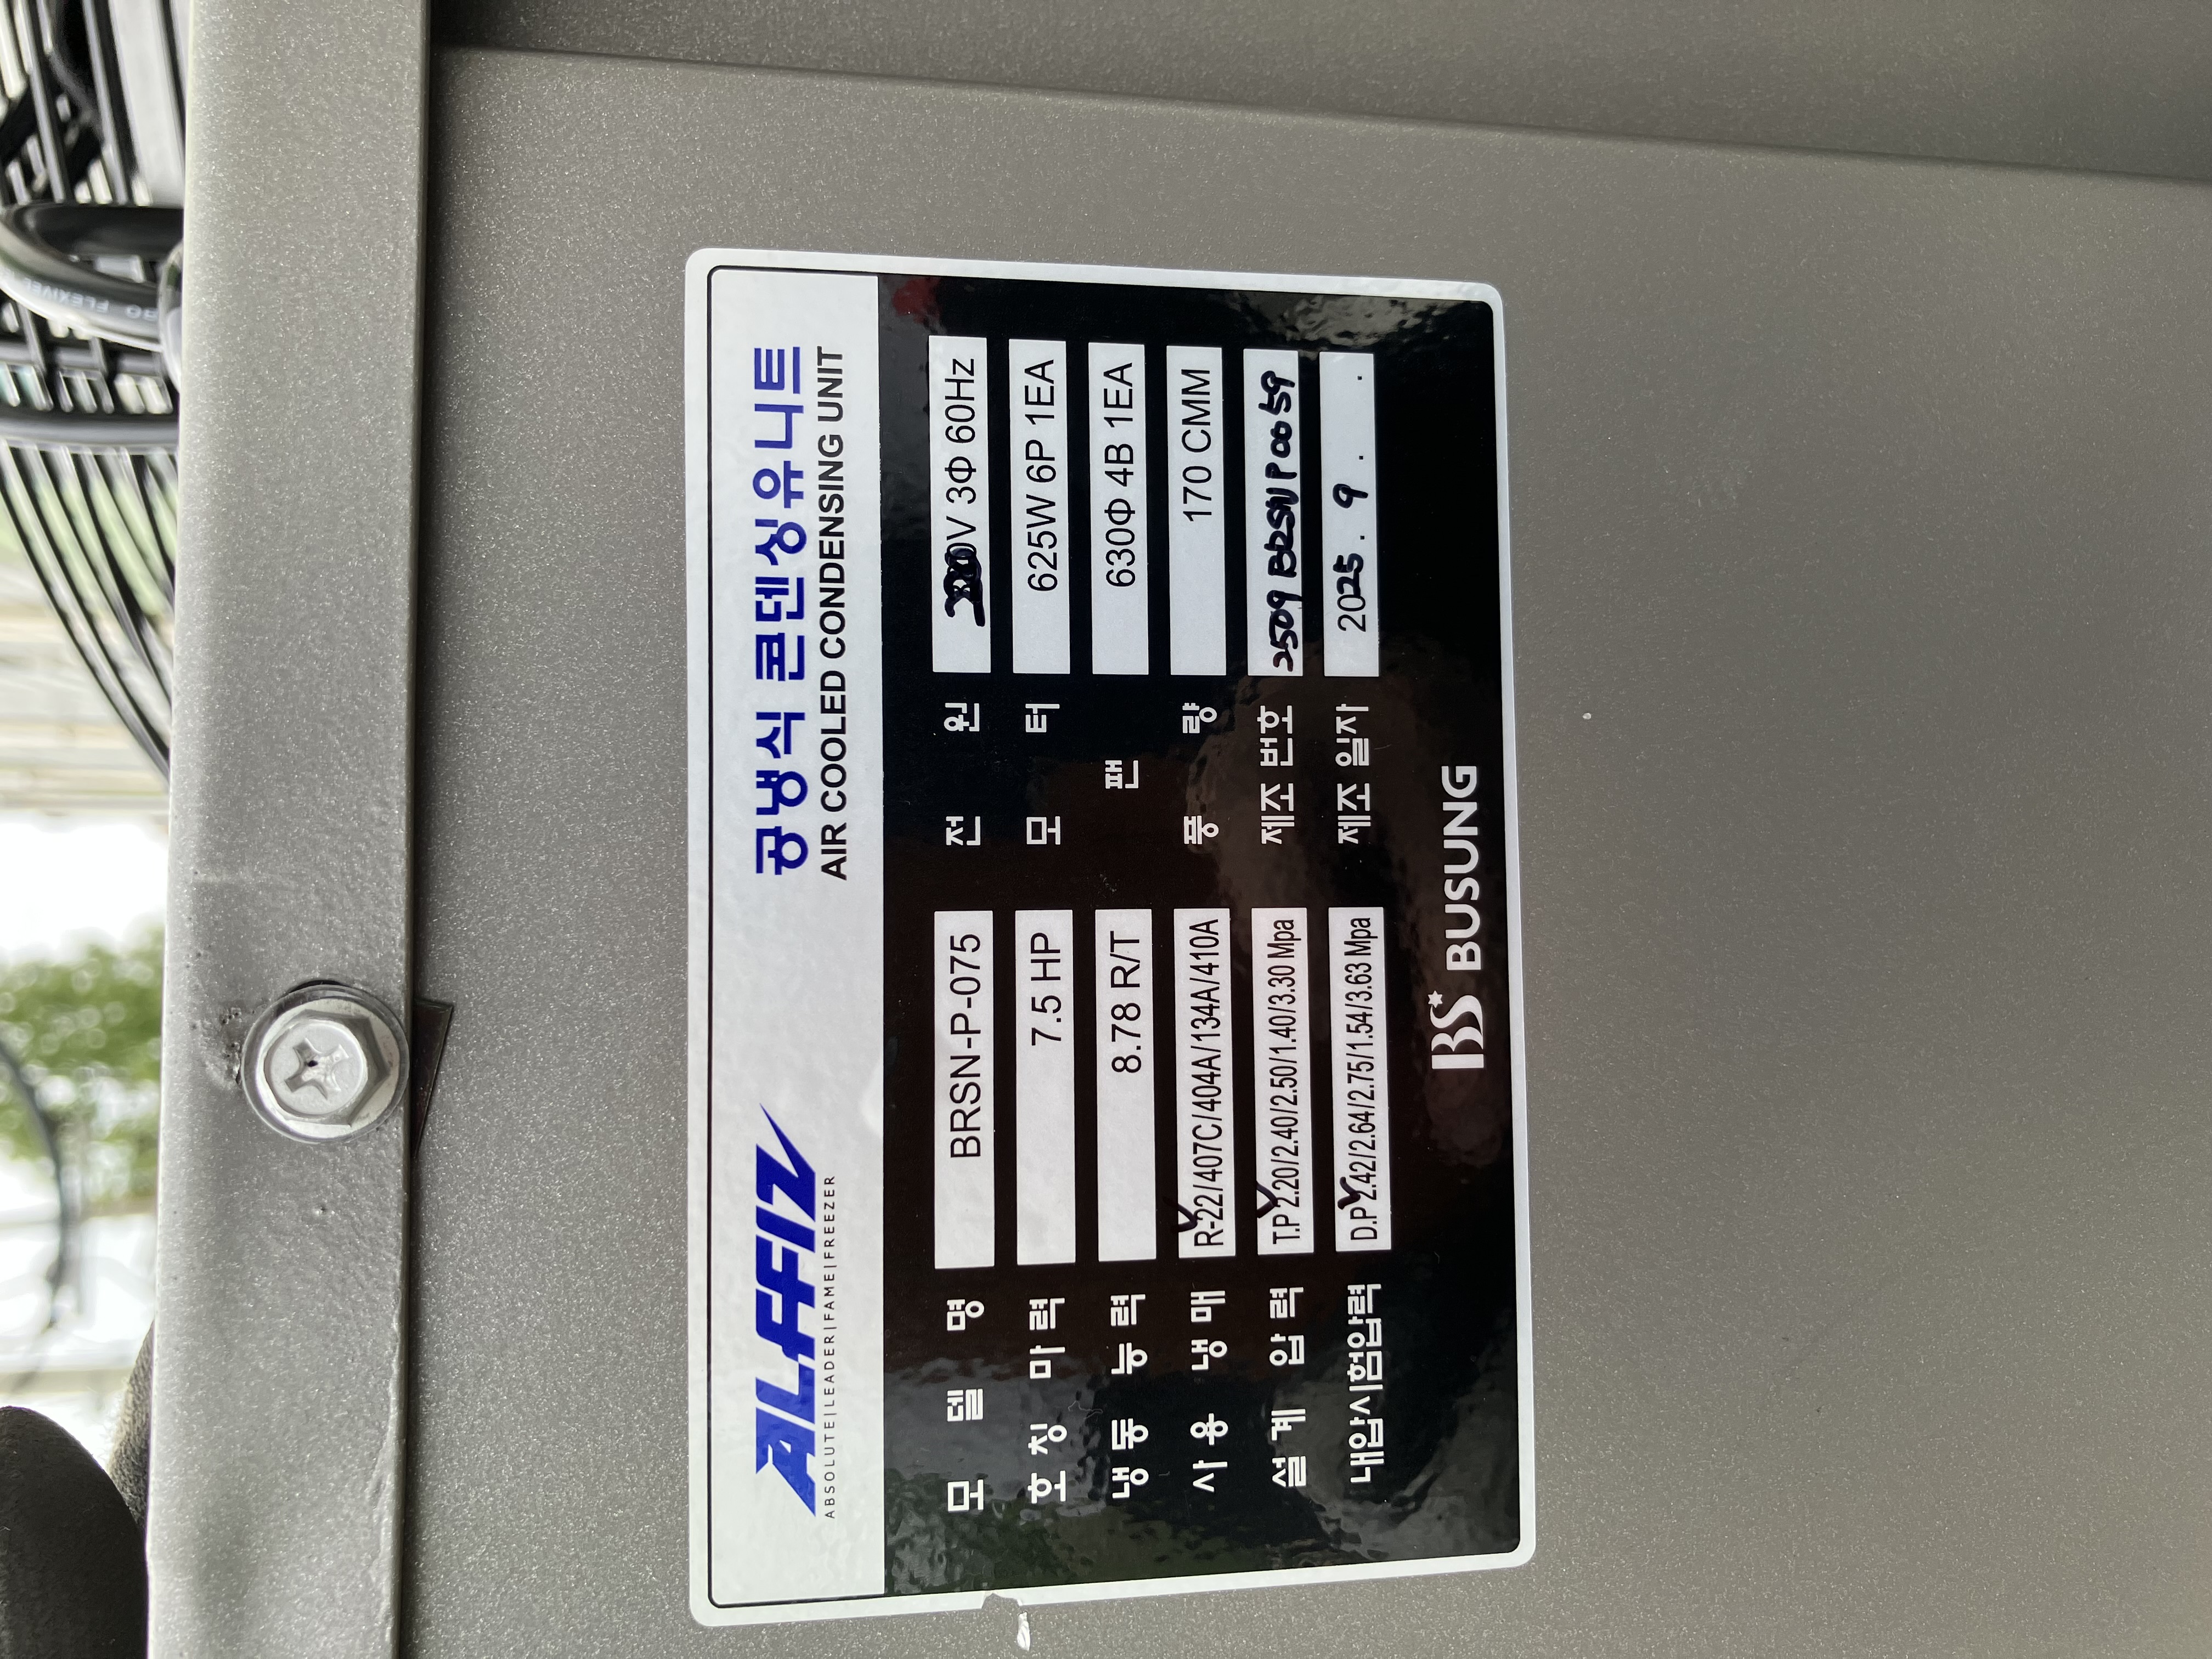 ALFFIZ
ABSOLUTE|LEADER|FAME|FREEZER
공냉식 콘덴싱유니트
AIR COOLED CONDENSING UNIT
모 델 명 BRSN-P-075
호 칭 마 력 7.5 HP
냉 동 능 력 8.78 R/T
사 용 냉 매 R-22/407C/404A/134A/410A
설 계 압 력 T.P 2.20/2.40/2.50/1.40/3.30 Mpa
내압시험압력 D.P 2.42/2.64/2.75/1.54/3.63 Mpa
전 원 V 3Φ 60Hz
모 터 625W 6P 1EA
팬 630Φ 4B 1EA
풍 량 170 CMM
제조 번호 2509
제조 일자 2025. 9 . .
BS BUSUNG
FLEXIVEL